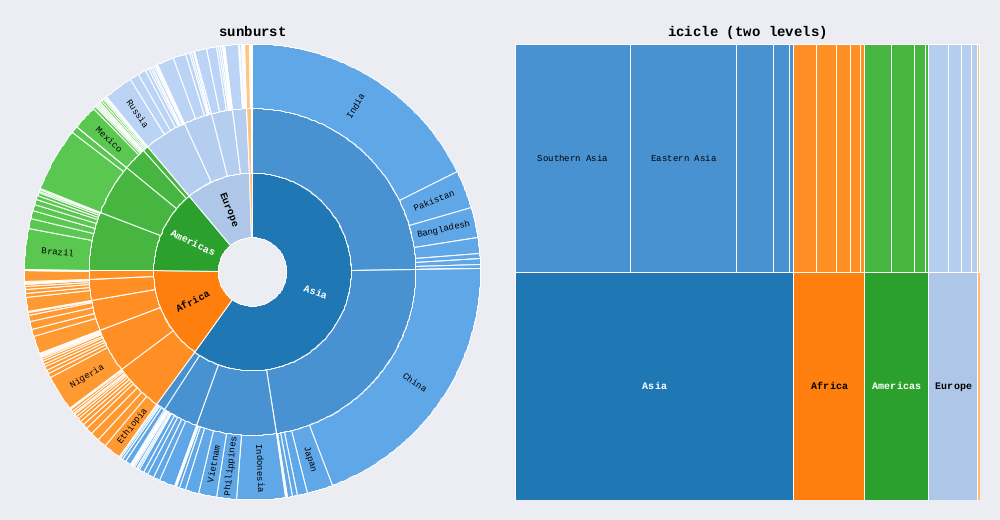 sunburst
India
Pakistan
Bangladesh
China
Japan
Indonesia
Philippines
Vietnam
Ethiopia
Nigeria
Brazil
Mexico
Russia
Asia
Africa
Americas
Europe
icicle (two levels)
Southern Asia
Eastern Asia
Asia
Africa
Americas
Europe